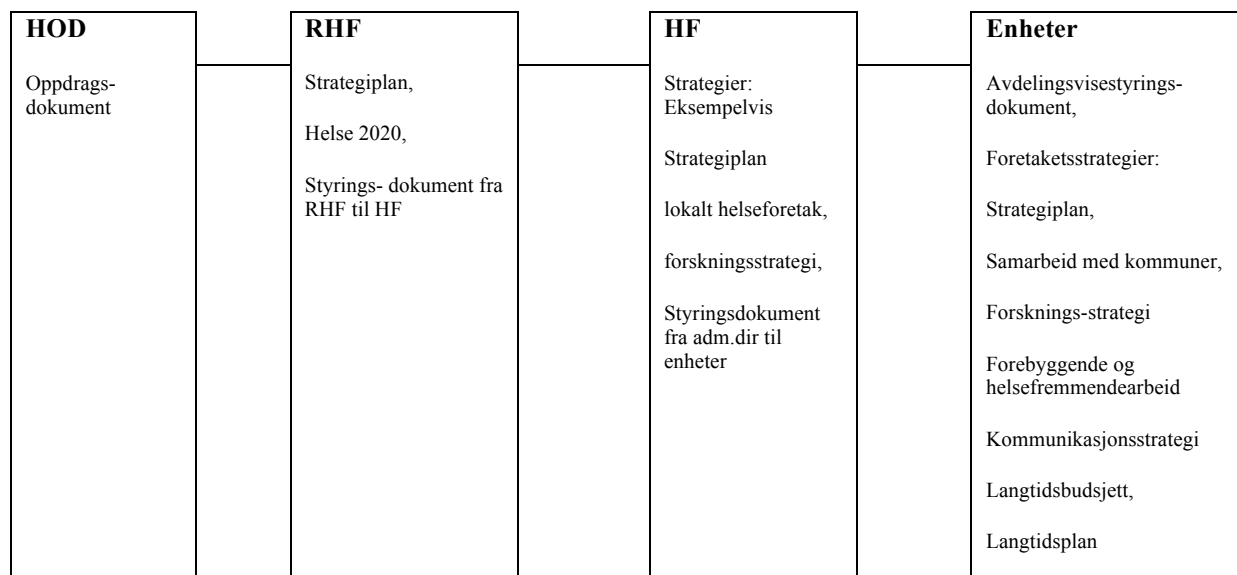 HOD
Oppdrags-
dokument
RHF
Strategiplan,
Helse 2020,
Styrings- dokument fra
RHF til HF
HF
Strategier:
Eksempelvis
Strategiplan
lokalt helseforetak,
forskningsstrategi,
Styringsdokument
fra adm.dir til
enheter
Enheter
Avdelingsvisestyrings-
dokument,
Foretaketsstrategier:
Strategiplan,
Samarbeid med kommuner,
Forsknings-strategi
Forebyggende og
helsefremmendearbeid
Kommunikasjonsstrategi
Langtidsbudsjett,
Langtidsplan